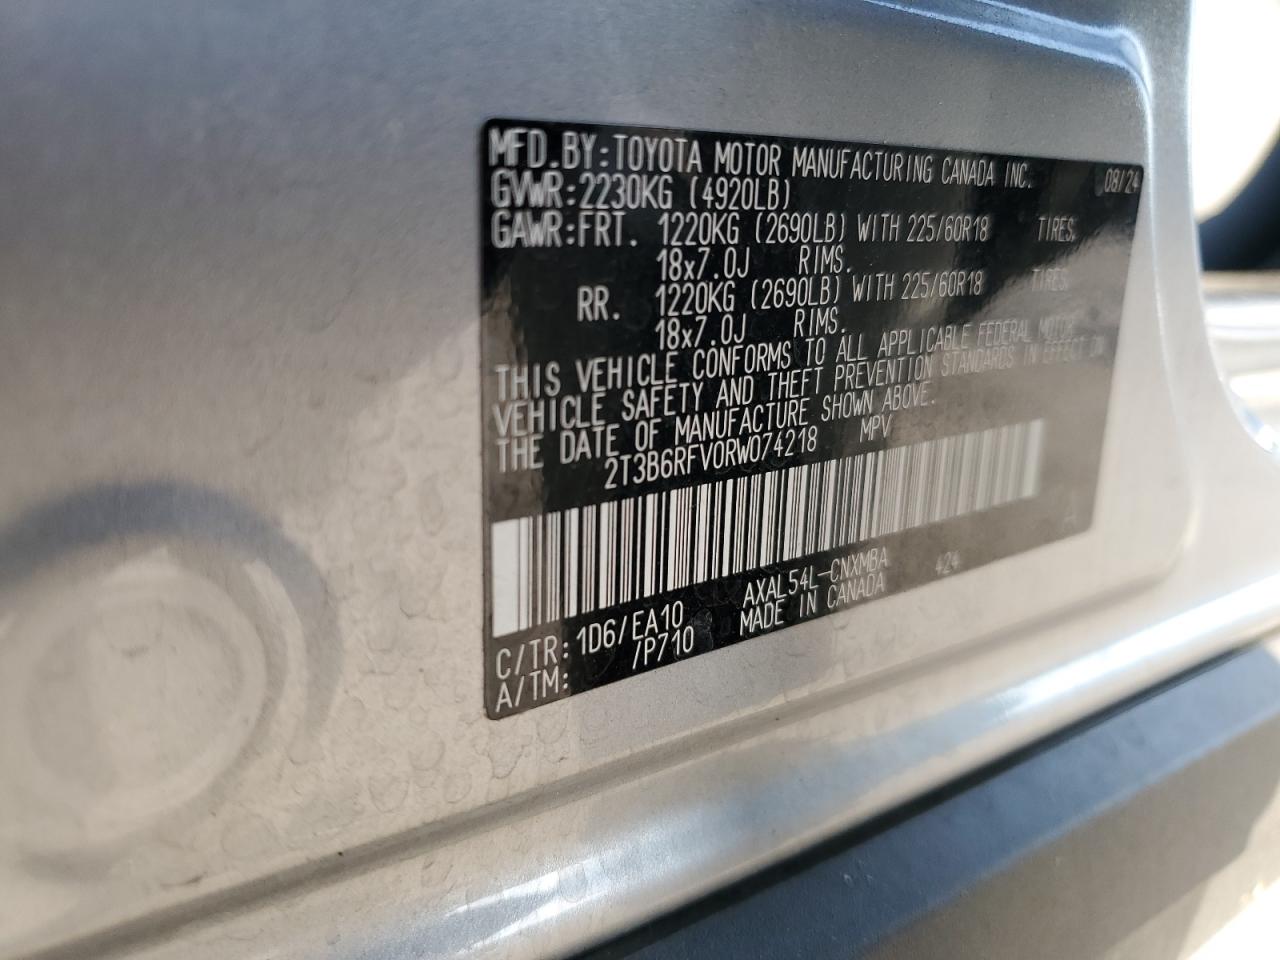 MFD.BY:TOYOTA MOTOR MANUFACTURING CANADA INC. 08/24
GVWR:2230KG (4920LB)
GAWR:FRT. 1220KG (2690LB) WITH 225/60R18 TIRES,
18x7.0J RIMS.
RR. 1220KG (2690LB) WITH 225/60R18 TIRES,
18x7.0J RIMS.
THIS VEHICLE CONFORMS TO ALL APPLICABLE FEDERAL MOTOR
VEHICLE SAFETY AND THEFT PREVENTION STANDARDS IN EFFECT ON
THE DATE OF MANUFACTURE SHOWN ABOVE.
2T3B6RFV0RW074218 MPV
C/TR:1D6/EA10 AXAL54L-CNXMBA 424
A/TM: /P710 MADE IN CANADA